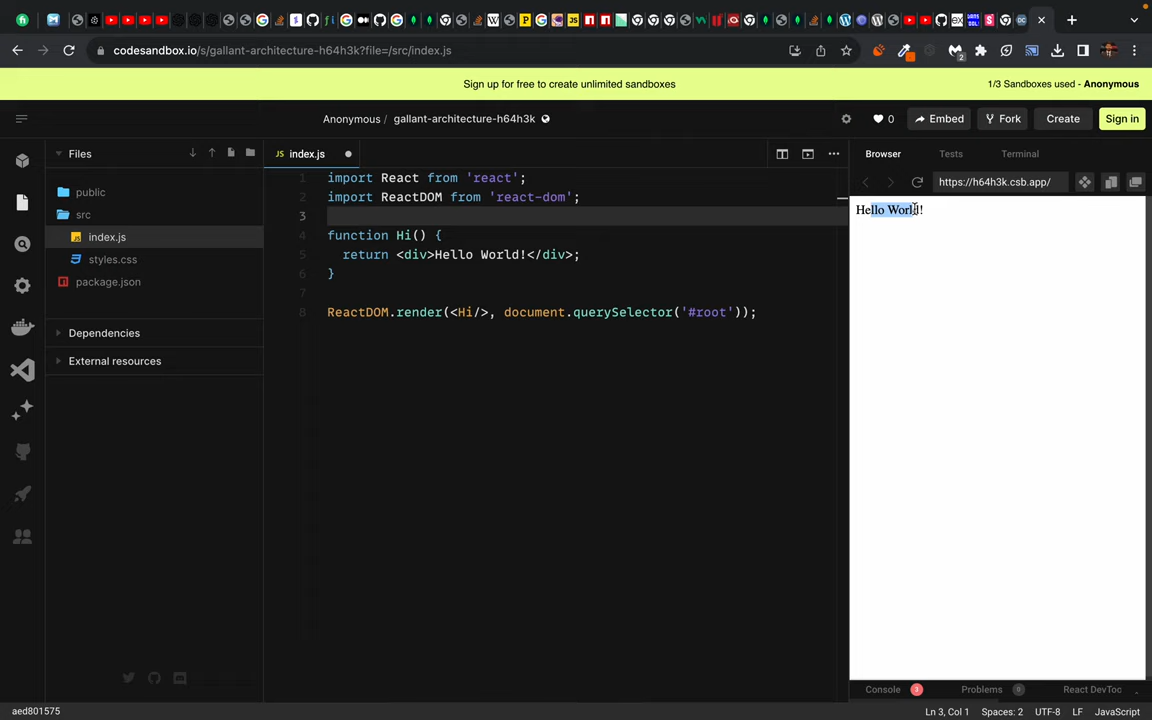 codesandbox.io/s/gallant-architecture-h64h3k?file=/src/index.js
2
Sign up for free to create unlimited sandboxes
1/3 Sandboxes used - Anonymous
Anonymous / gallant-architecture-h64h3k
0
Embed
Fork
Create
Sign in
Files
JS index.js
Browser
Tests
Terminal
https://h64h3k.csb.app/
public
src
index.js
styles.css
package.json
Dependencies
External resources
1 import React from 'react';
2 import ReactDOM from 'react-dom';
3
4 function Hi() {
5 return <div>Hello World!</div>;
6 }
7
8 ReactDOM.render(<Hi/>, document.querySelector('#root'));
Hello World!
Console 3
Problems 0
React DevToo
aed801575
Ln 3, Col 1
Spaces: 2
UTF-8
LF
JavaScript